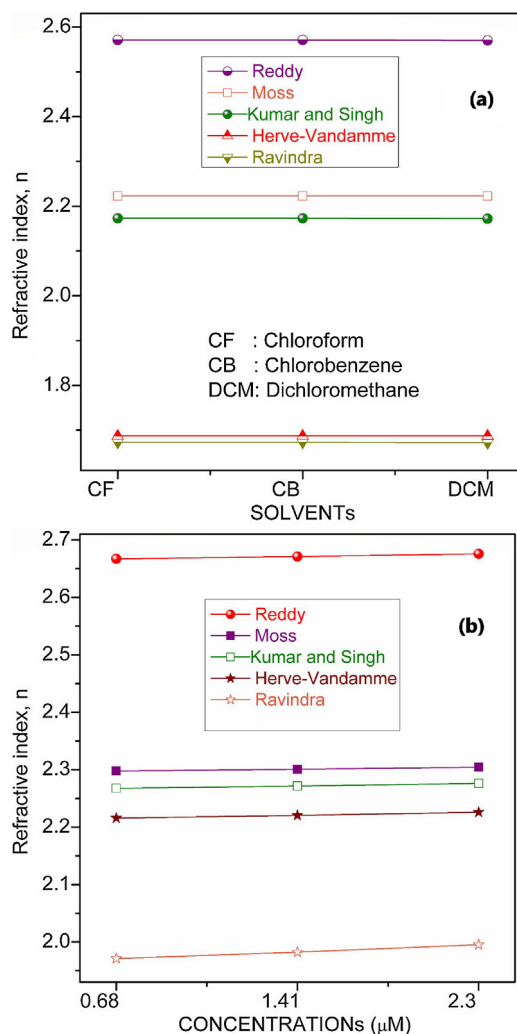 2.6
2.4
2.2
2.0
1.8
Refractive index, n
Reddy
Moss
Kumar and Singh
Herve-Vandamme
Ravindra
(a)
CF : Chloroform
CB : Chlorobenzene
DCM: Dichloromethane
CF CB DCM
SOLVENTs
2.7
2.6
2.5
2.4
2.3
2.2
2.1
2.0
Refractive index, n
Reddy
Moss
Kumar and Singh
Herve-Vandamme
Ravindra
(b)
0.68 1.41 2.3
CONCENTRATIONs (µM)